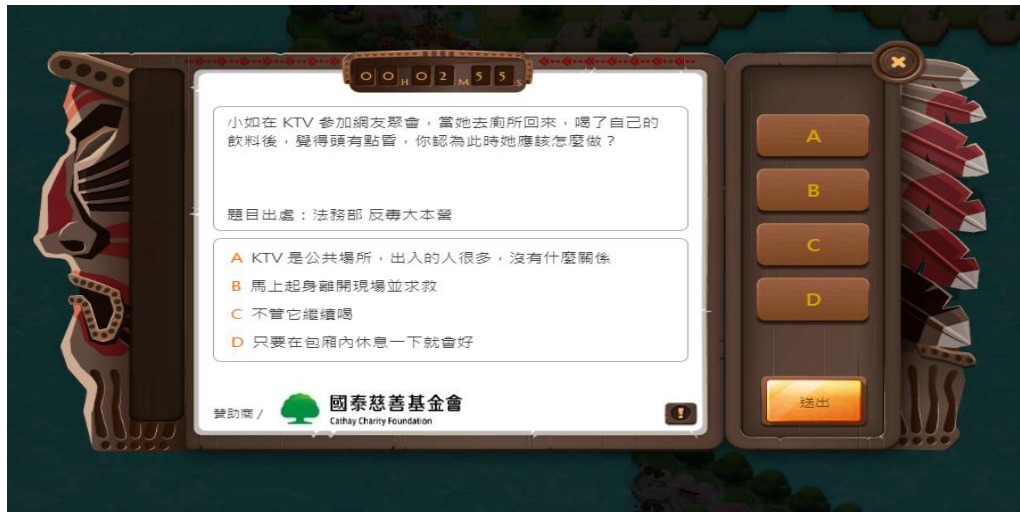 00H02M55S
小如在 KTV 參加網友聚會,當她去廁所回來,喝了自己的
飲料後,覺得頭有點昏,你認為此時她應該怎麼做?
題目出處:法務部 反毒大本營
A KTV 是公共場所,出入的人很多,沒有什麼關係
B 馬上起身離開現場並求救
C 不管它繼續喝
D 只要在包廂內休息一下就會好
贊助商 / 國泰慈善基金會
Cathay Charity Foundation
A
B
C
D
送出